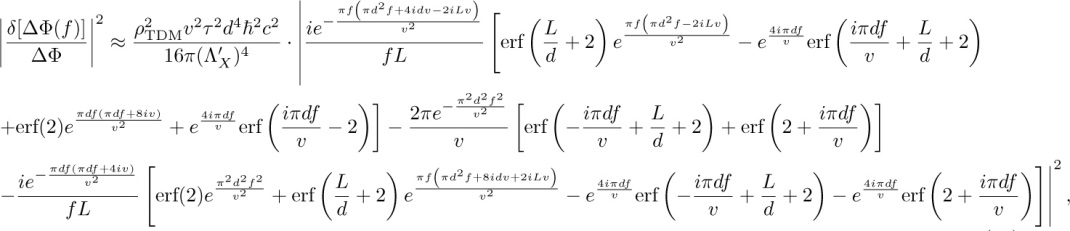 $\left|\frac{\delta[\Delta\Phi(f)]}{\Delta\Phi}\right|^2 \approx \frac{\rho_{\mathrm{TDM}}^2 v^2 \tau^2 d^4 \hbar^2 c^2}{16\pi(\Lambda_X')^4} \cdot \left| \frac{ie^{-\frac{\pi f\left(\pi d^2 f+4idv-2iLv\right)}{v^2}}}{fL} \left[ \mathrm{erf}\left(\frac{L}{d}+2\right) e^{\frac{\pi f\left(\pi d^2 f-2iLv\right)}{v^2}} - e^{\frac{4i\pi df}{v}} \mathrm{erf}\left(\frac{i\pi df}{v}+\frac{L}{d}+2\right) \right. \right.$
$\left. +\mathrm{erf}(2)e^{\frac{\pi df(\pi df+8iv)}{v^2}} + e^{\frac{4i\pi df}{v}} \mathrm{erf}\left(\frac{i\pi df}{v}-2\right) \right] - \frac{2\pi e^{-\frac{\pi^2 d^2 f^2}{v^2}}}{v} \left[ \mathrm{erf}\left(-\frac{i\pi df}{v}+\frac{L}{d}+2\right) + \mathrm{erf}\left(2+\frac{i\pi df}{v}\right) \right]$
$\left. -\frac{ie^{-\frac{\pi df(\pi df+4iv)}{v^2}}}{fL} \left[ \mathrm{erf}(2)e^{\frac{\pi^2 d^2 f^2}{v^2}} + \mathrm{erf}\left(\frac{L}{d}+2\right) e^{\frac{\pi f\left(\pi d^2 f+8idv+2iLv\right)}{v^2}} - e^{\frac{4i\pi df}{v}} \mathrm{erf}\left(-\frac{i\pi df}{v}+\frac{L}{d}+2\right) - e^{\frac{4i\pi df}{v}} \mathrm{erf}\left(2+\frac{i\pi df}{v}\right) \right] \right|^2,$